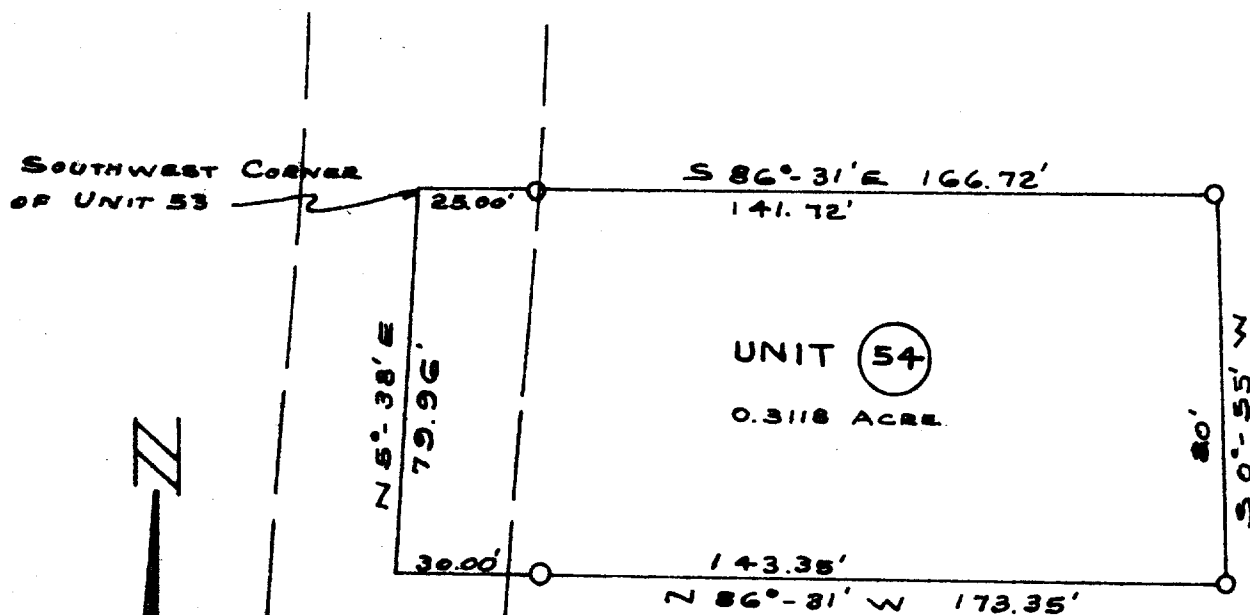 SOUTHWEST CORNER
OF UNIT 53
25.00'
S 86°-31' E 166.72'
141.72'
N 5°-38' E
79.96'
UNIT 54
0.3118 ACRE
80'
S 0°-55' W
N
30.00'
143.35'
N 86°-31' W 173.35'